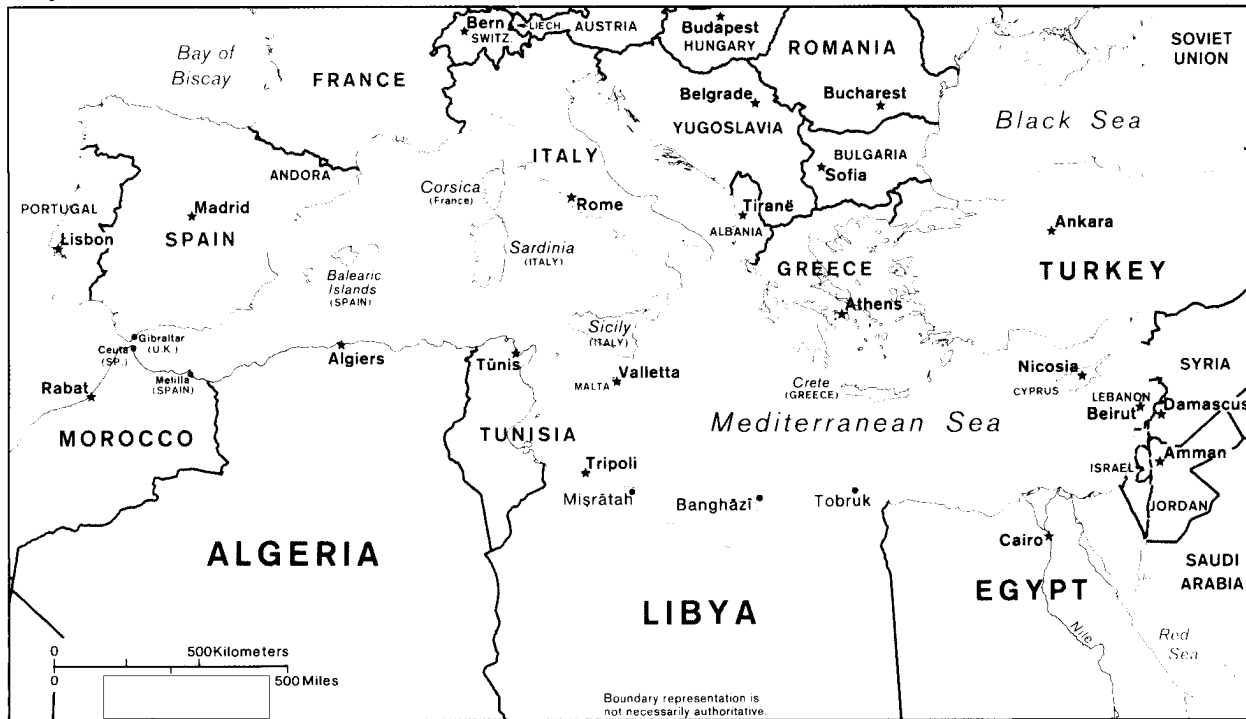 Bay of
Biscay
FRANCE
Bern
SWITZ.
LIECH.
AUSTRIA
Budapest
HUNGARY
ROMANIA
SOVIET
UNION
Belgrade
YUGOSLAVIA
Bucharest
Black Sea
ITALY
BULGARIA
Sofia
ANDORA
Corsica
(France)
Rome
PORTUGAL
Madrid
SPAIN
Lisbon
Tiranë
ALBANIA
Ankara
Sardinia
(ITALY)
Balearic
Islands
(SPAIN)
GREECE
TURKEY
Athens
Gibraltar
(U.K.)
Ceuta
(SP.)
Sicily
(ITALY)
Algiers
Tūnis
Melilla
(SPAIN)
Rabat
MALTA
Valletta
Crete
(GREECE)
Nicosia
CYPRUS
SYRIA
LEBANON
Beirut
Damascus
MOROCCO
TUNISIA
Mediterranean Sea
Tripoli
Amman
ISRAEL
Miṣrātah
Banghāzī
Tobruk
JORDAN
Cairo
ALGERIA
EGYPT
SAUDI
ARABIA
LIBYA
Nile
Red
Sea
0 500Kilometers
0 500 Miles
Boundary representation is
not necessarily authoritative.